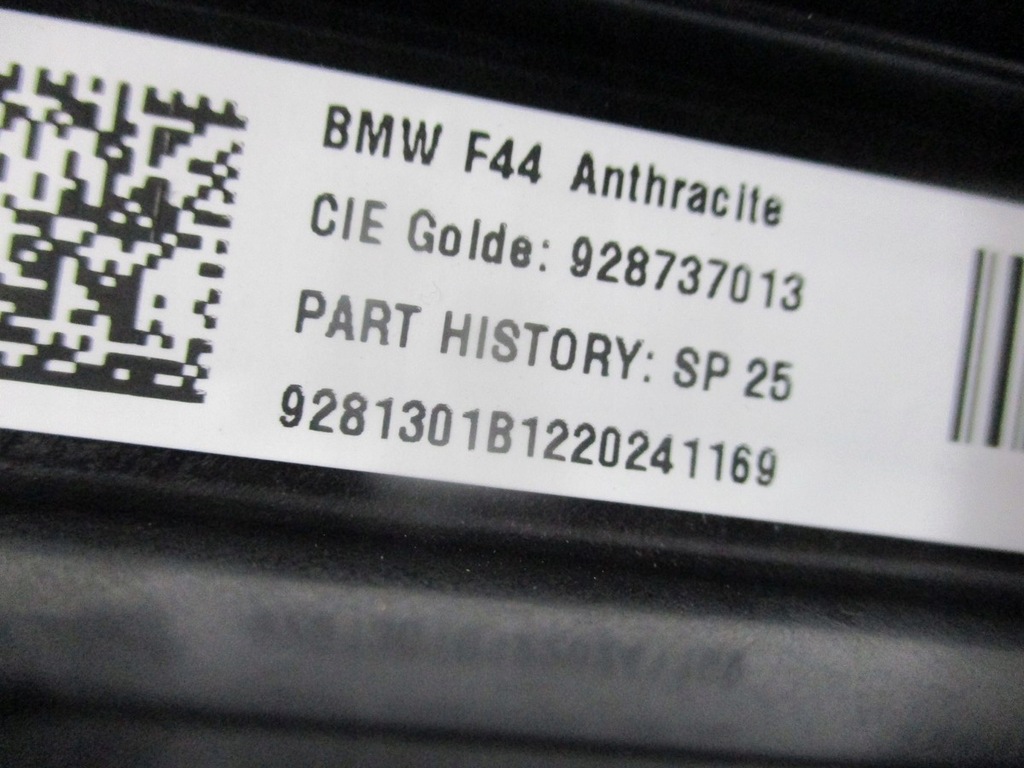 BMW F44 Anthracite
CIE Golde: 928737013
PART HISTORY: SP 25
9281301B1220241169